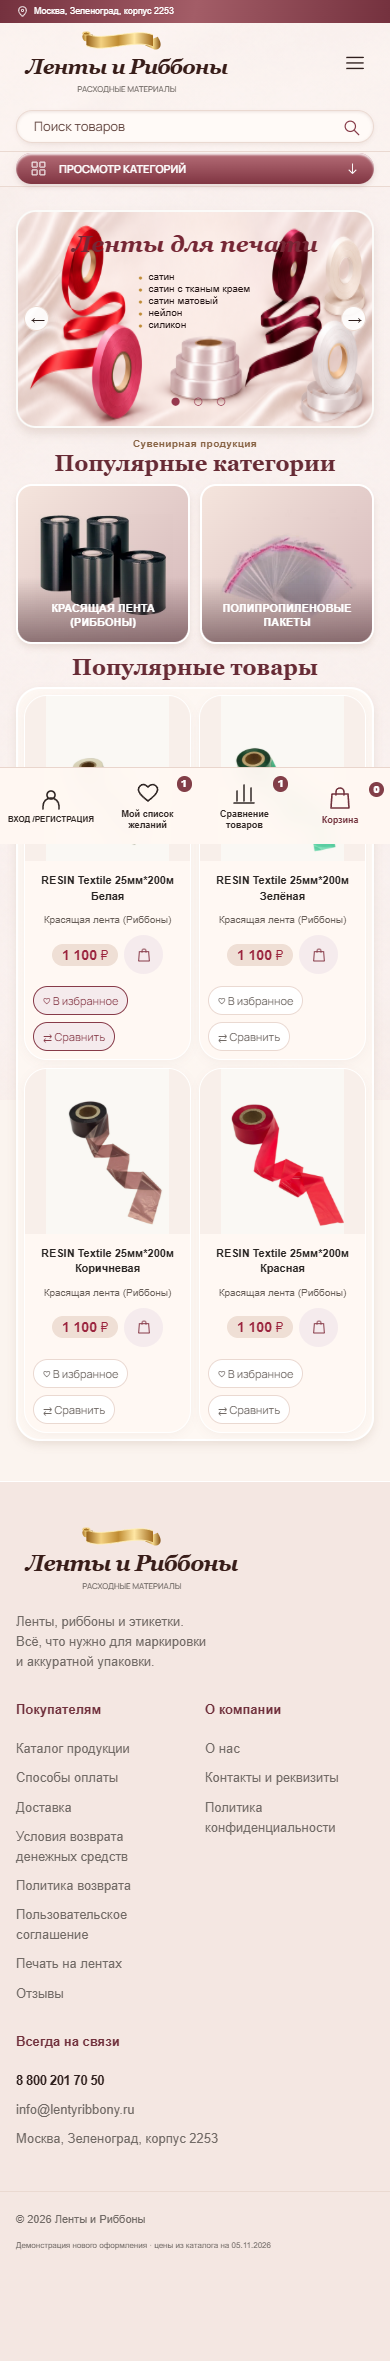 Москва, Зеленоград, корпус 2253
Ленты и Риббоны
РАСХОДНЫЕ МАТЕРИАЛЫ
Поиск товаров
ПРОСМОТР КАТЕГОРИЙ ↓
Ленты для печати
• сатин
• сатин с тканым краем
• сатин матовый
• нейлон
• силикон
← →
Сувенирная продукция
Популярные категории
КРАСЯЩАЯ ЛЕНТА
(РИББОНЫ)
ПОЛИПРОПИЛЕНОВЫЕ
ПАКЕТЫ
Популярные товары
ВХОД /РЕГИСТРАЦИЯ
Мой список
желаний
1
Сравнение
товаров
1
Корзина
0
RESIN Textile 25мм*200м
Белая
Красящая лента (Риббоны)
1 100 ₽
♡ В избранное
⇄ Сравнить
RESIN Textile 25мм*200м
Зелёная
Красящая лента (Риббоны)
1 100 ₽
♡ В избранное
⇄ Сравнить
RESIN Textile 25мм*200м
Коричневая
Красящая лента (Риббоны)
1 100 ₽
♡ В избранное
⇄ Сравнить
RESIN Textile 25мм*200м
Красная
Красящая лента (Риббоны)
1 100 ₽
♡ В избранное
⇄ Сравнить
Ленты и Риббоны
РАСХОДНЫЕ МАТЕРИАЛЫ
Ленты, риббоны и этикетки.
Всё, что нужно для маркировки
и аккуратной упаковки.
Покупателям
Каталог продукции
Способы оплаты
Доставка
Условия возврата
денежных средств
Политика возврата
Пользовательское
соглашение
Печать на лентах
Отзывы
О компании
О нас
Контакты и реквизиты
Политика
конфиденциальности
Всегда на связи
8 800 201 70 50
info@lentyribbony.ru
Москва, Зеленоград, корпус 2253
© 2026 Ленты и Риббоны
Демонстрация нового оформления · цены из каталога на 05.11.2026